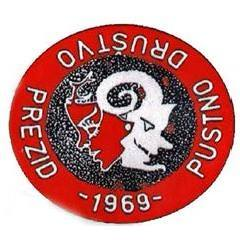 PUSTNO DRUŠTVO PREZID
-1969-